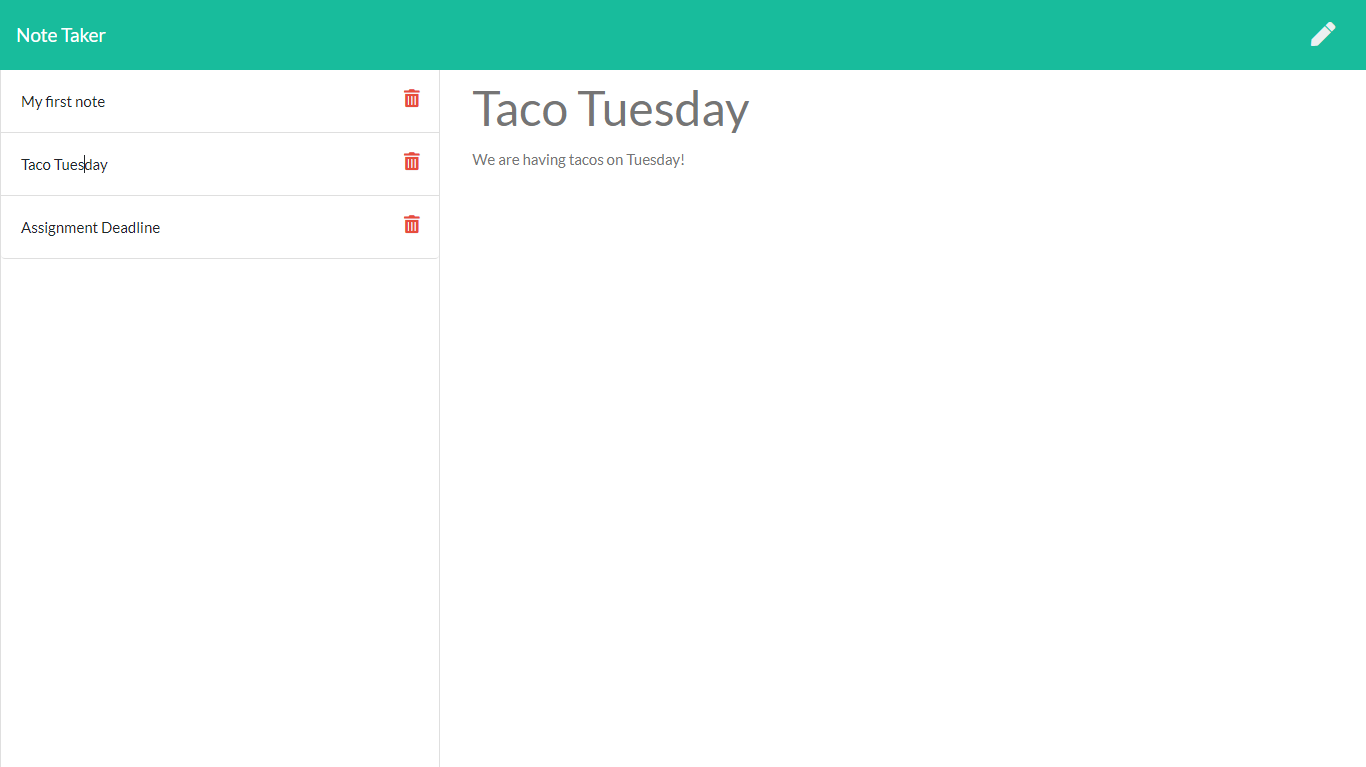 Note Taker
My first note
Taco Tuesday
Assignment Deadline
Taco Tuesday
We are having tacos on Tuesday!